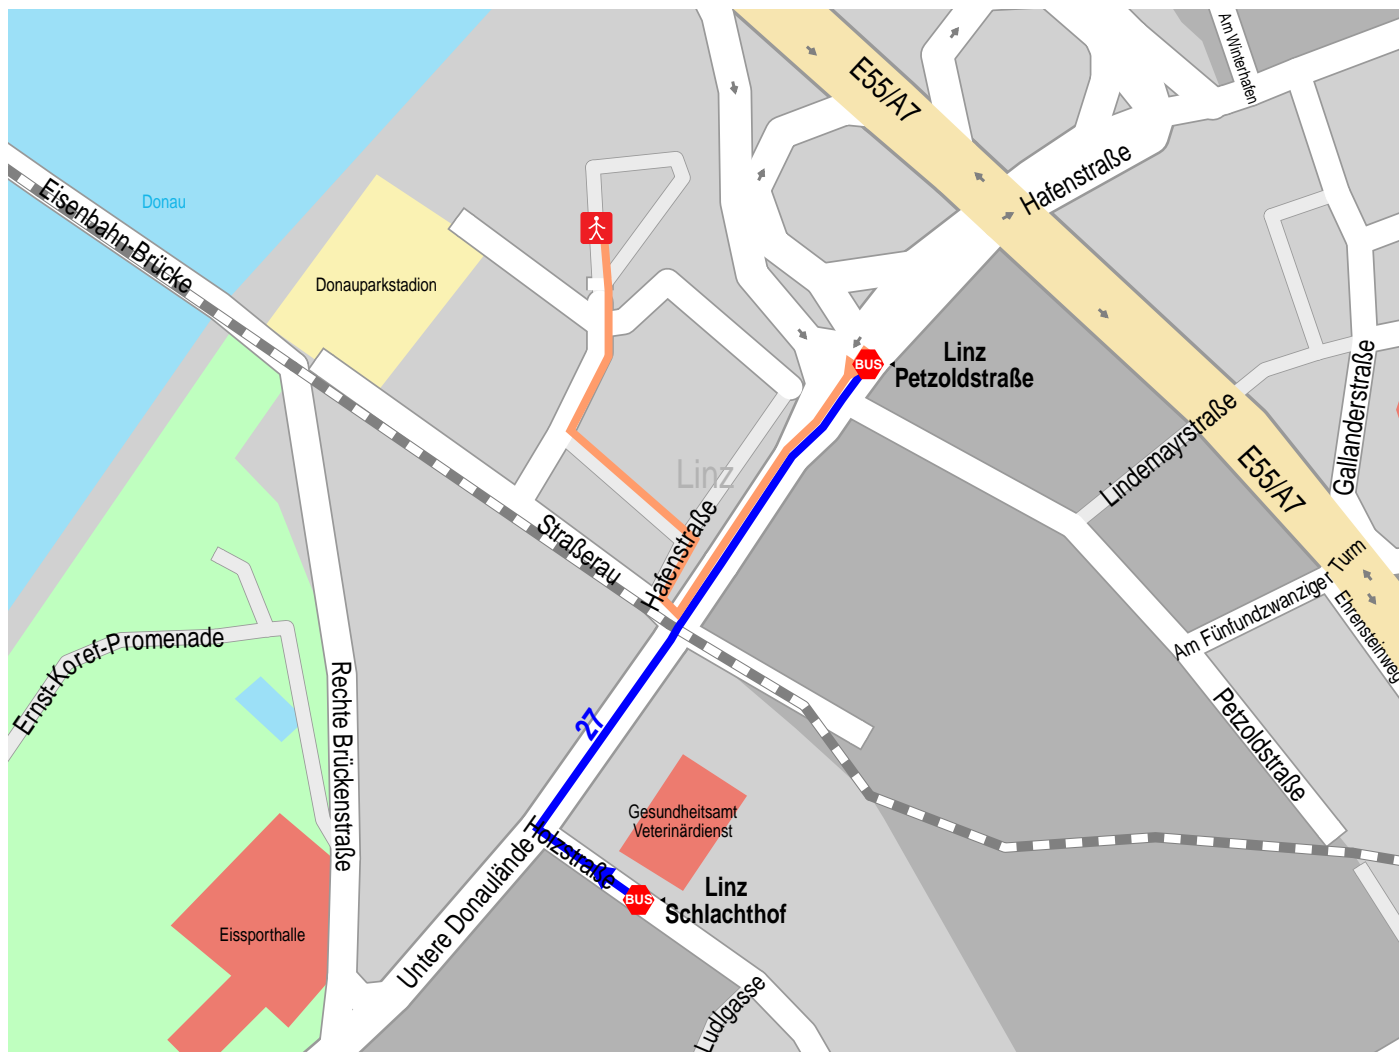 Am Winterhafen
E55/A7
Hafenstraße
Eisenbahn-Brücke
Donau
Donauparkstadion
BUS
Linz
Petzoldstraße
Gallanderstraße
Lindemayrstraße
E55/A7
Linz
Hafenstraße
Straßerau
Am Fünfundzwanziger Turm
Ehrensteinweg
Ernst-Koref-Promenade
Rechte Brückenstraße
Petzoldstraße
27
Gesundheitsamt
Veterinärdienst
Holzstraße
Untere Donaulände
BUS
Linz
Schlachthof
Eissporthalle
Ludlgasse